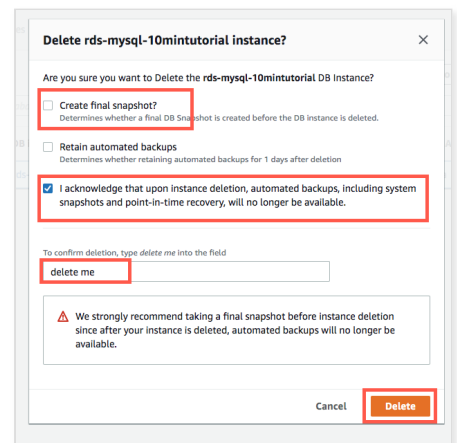 Delete rds-mysql-10mintutorial instance?
Are you sure you want to Delete the rds-mysql-10mintutorial DB Instance?
Create final snapshot?
Determines whether a final DB Snapshot is created before the DB instance is deleted.
Retain automated backups
Determines whether retaining automated backups for 1 days after deletion
I acknowledge that upon instance deletion, automated backups, including system
snapshots and point-in-time recovery, will no longer be available.
To confirm deletion, type delete me into the field
delete me
We strongly recommend taking a final snapshot before instance deletion
since after your instance is deleted, automated backups will no longer be
available.
Cancel Delete